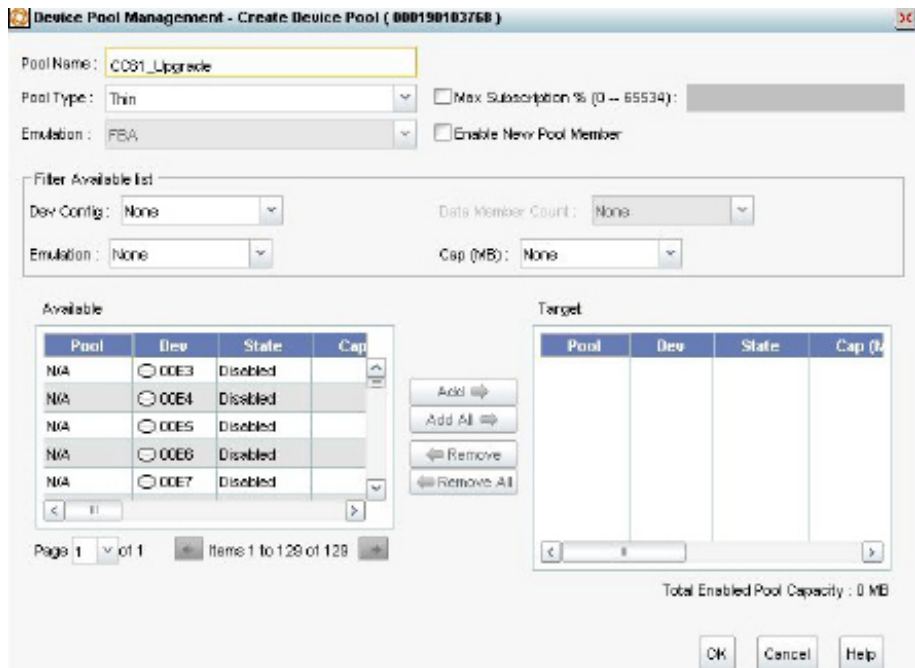 Device Pool Management - Create Device Pool ( 000190103768 )
Pool Name : CC61_Upgrade
Pool Type : Thin
Max Subscription % (0 -- 65534) :
Emulation : FBA
Enable New Pool Member
Filter Available list
Dev Config : None
Data Member Count : None
Emulation : None
Cap (MB) : None
Available
Target
Pool Dev State Cap
Pool Dev State Cap (M
N/A 00E3 Disabled
N/A 00E4 Disabled
N/A 00E5 Disabled
N/A 00E6 Disabled
N/A 00E7 Disabled
Add
Add All
Remove
Remove All
Page 1 of 1 Items 1 to 129 of 129
Total Enabled Pool Capacity : 0 MB
OK Cancel Help